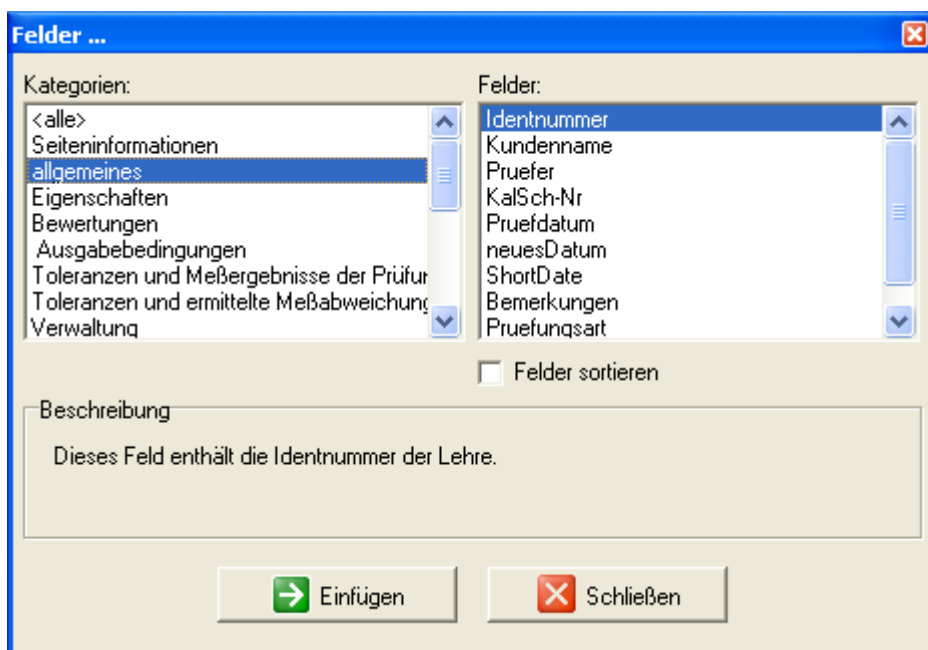 Felder ...
Kategorien:
<alle>
Seiteninformationen
allgemeines
Eigenschaften
Bewertungen
Ausgabebedingungen
Toleranzen und Meßergebnisse der Prüfun
Toleranzen und ermittelte Meßabweichung
Verwaltung
Felder:
Identnummer
Kundenname
Pruefer
KalSch-Nr
Pruefdatum
neuesDatum
ShortDate
Bemerkungen
Pruefungsart
Felder sortieren
Beschreibung
Dieses Feld enthält die Identnummer der Lehre.
Einfügen
Schließen